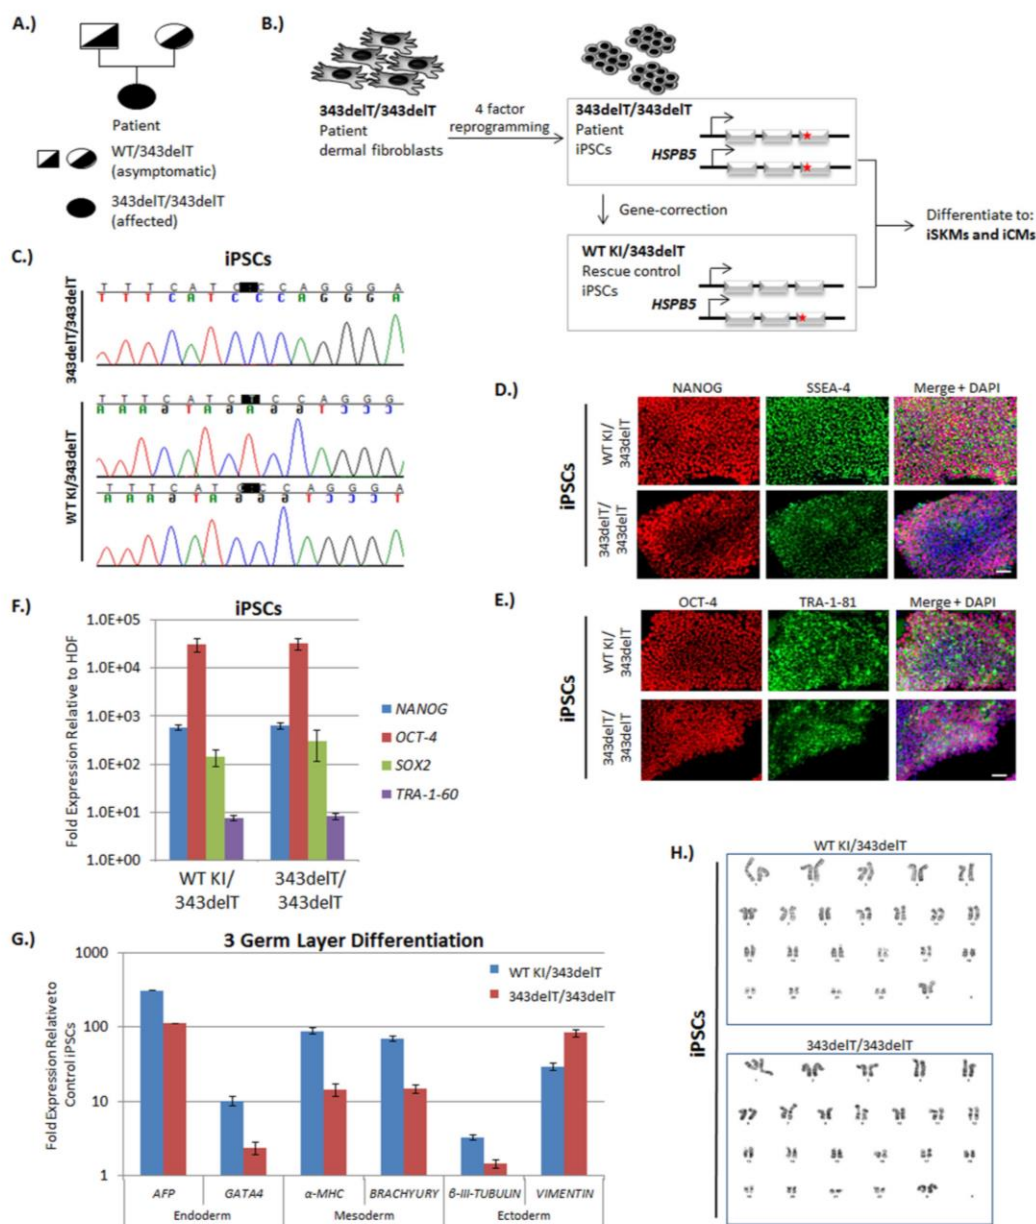 A.)
Patient
WT/343delT
(asymptomatic)
343delT/343delT
(affected)
B.)
343delT/343delT
Patient
dermal fibroblasts
4 factor
reprogramming
343delT/343delT
Patient
iPSCs
HSPB5
Gene-correction
WT KI/343delT
Rescue control
iPSCs
HSPB5
Differentiate to:
iSKMs and iCMs
C.)
iPSCs
343delT/343delT
WT KI/343delT
D.)
iPSCs
NANOG
SSEA-4
Merge + DAPI
WT KI/
343delT
343delT/
343delT
E.)
iPSCs
OCT-4
TRA-1-81
Merge + DAPI
WT KI/
343delT
343delT/
343delT
F.)
iPSCs
Fold Expression Relative to HDF
1.0E+05
1.0E+04
1.0E+03
1.0E+02
1.0E+01
1.0E+00
WT KI/
343delT
343delT/
343delT
NANOG
OCT-4
SOX2
TRA-1-60
G.)
3 Germ Layer Differentiation
Fold Expression Relative to
Control iPSCs
1000
100
10
1
WT KI/343delT
343delT/343delT
AFP GATA4 α-MHC BRACHYURY β-III-TUBULIN VIMENTIN
Endoderm Mesoderm Ectoderm
H.)
iPSCs
WT KI/343delT
343delT/343delT